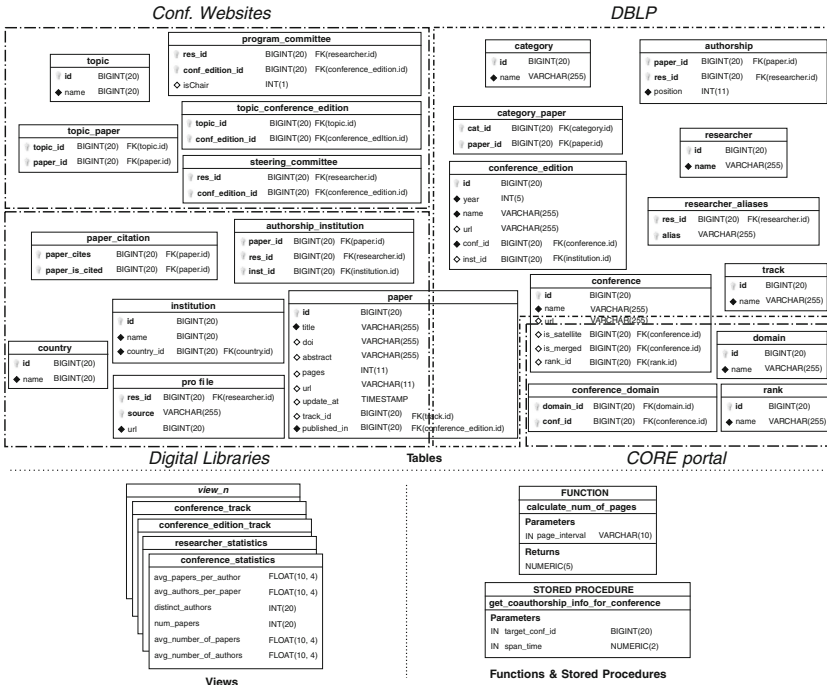 Conf. Websites
DBLP
topic
id BIGINT(20)
name BIGINT(20)
program_committee
res_id BIGINT(20) FK(researcher.id)
conf_edition_id BIGINT(20) FK(conference_edition.id)
isChair INT(1)
topic_conference_edition
topic_id BIGINT(20) FK(topic.id)
conf_edition_id BIGINT(20) FK(conference_edItion.id)
topic_paper
topic_id BIGINT(20) FK(topic.id)
paper_id BIGINT(20) FK(paper.id)
steering_committee
res_id BIGINT(20) FK(researcher.id)
conf_edition_id BIGINT(20) FK(conference_edition.id)
category
id BIGINT(20)
name VARCHAR(255)
authorship
paper_id BIGINT(20) FK(paper.id)
res_id BIGINT(20) FK(researcher.id)
position INT(11)
category_paper
cat_id BIGINT(20) FK(category.id)
paper_id BIGINT(20) FK(paper.id)
researcher
id BIGINT(20)
name VARCHAR(255)
conference_edition
id BIGINT(20)
year INT(5)
name VARCHAR(255)
url VARCHAR(255)
conf_id BIGINT(20) FK(conference.id)
inst_id BIGINT(20) FK(institution.id)
researcher_aliases
res_id BIGINT(20) FK(researcher.id)
alias VARCHAR(255)
paper_citation
paper_cites BIGINT(20) FK(paper.id)
paper_is_cited BIGINT(20) FK(paper.id)
authorship_institution
paper_id BIGINT(20) FK(paper.id)
res_id BIGINT(20) FK(researcher.id)
inst_id BIGINT(20) FK(institution.id)
track
id BIGINT(20)
name VARCHAR(255)
conference
id BIGINT(20)
name VARCHAR(255)
url VARCHAR(255)
is_satellite BIGINT(20) FK(conference.id)
is_merged BIGINT(20) FK(conference.id)
rank_id BIGINT(20) FK(rank.id)
institution
id BIGINT(20)
name BIGINT(20)
country_id BIGINT(20) FK(country.id)
paper
id BIGINT(20)
title VARCHAR(255)
doi VARCHAR(255)
abstract VARCHAR(255)
pages INT(11)
url VARCHAR(11)
update_at TIMESTAMP
track_id BIGINT(20) FK(track.id)
published_in BIGINT(20) FK(conference_edition.id)
country
id BIGINT(20)
name BIGINT(20)
pro file
res_id BIGINT(20) FK(researcher.id)
source VARCHAR(255)
url BIGINT(20)
domain
id BIGINT(20)
name VARCHAR(255)
conference_domain
domain_id BIGINT(20) FK(domain.id)
conf_id BIGINT(20) FK(conference.id)
rank
id BIGINT(20)
name VARCHAR(255)
Digital Libraries
Tables
CORE portal
view_n
conference_track
conference_edition_track
researcher_statistics
conference_statistics
avg_papers_per_author FLOAT(10, 4)
avg_authors_per_paper FLOAT(10, 4)
distinct_authors INT(20)
num_papers INT(20)
avg_number_of_papers FLOAT(10, 4)
avg_number_of_authors FLOAT(10, 4)
Views
FUNCTION
calculate_num_of_pages
Parameters
IN page_interval VARCHAR(10)
Returns
NUMERIC(5)
STORED PROCEDURE
get_coauthorship_info_for_conference
Parameters
IN target_conf_id BIGINT(20)
IN span_time NUMERIC(2)
Functions & Stored Procedures